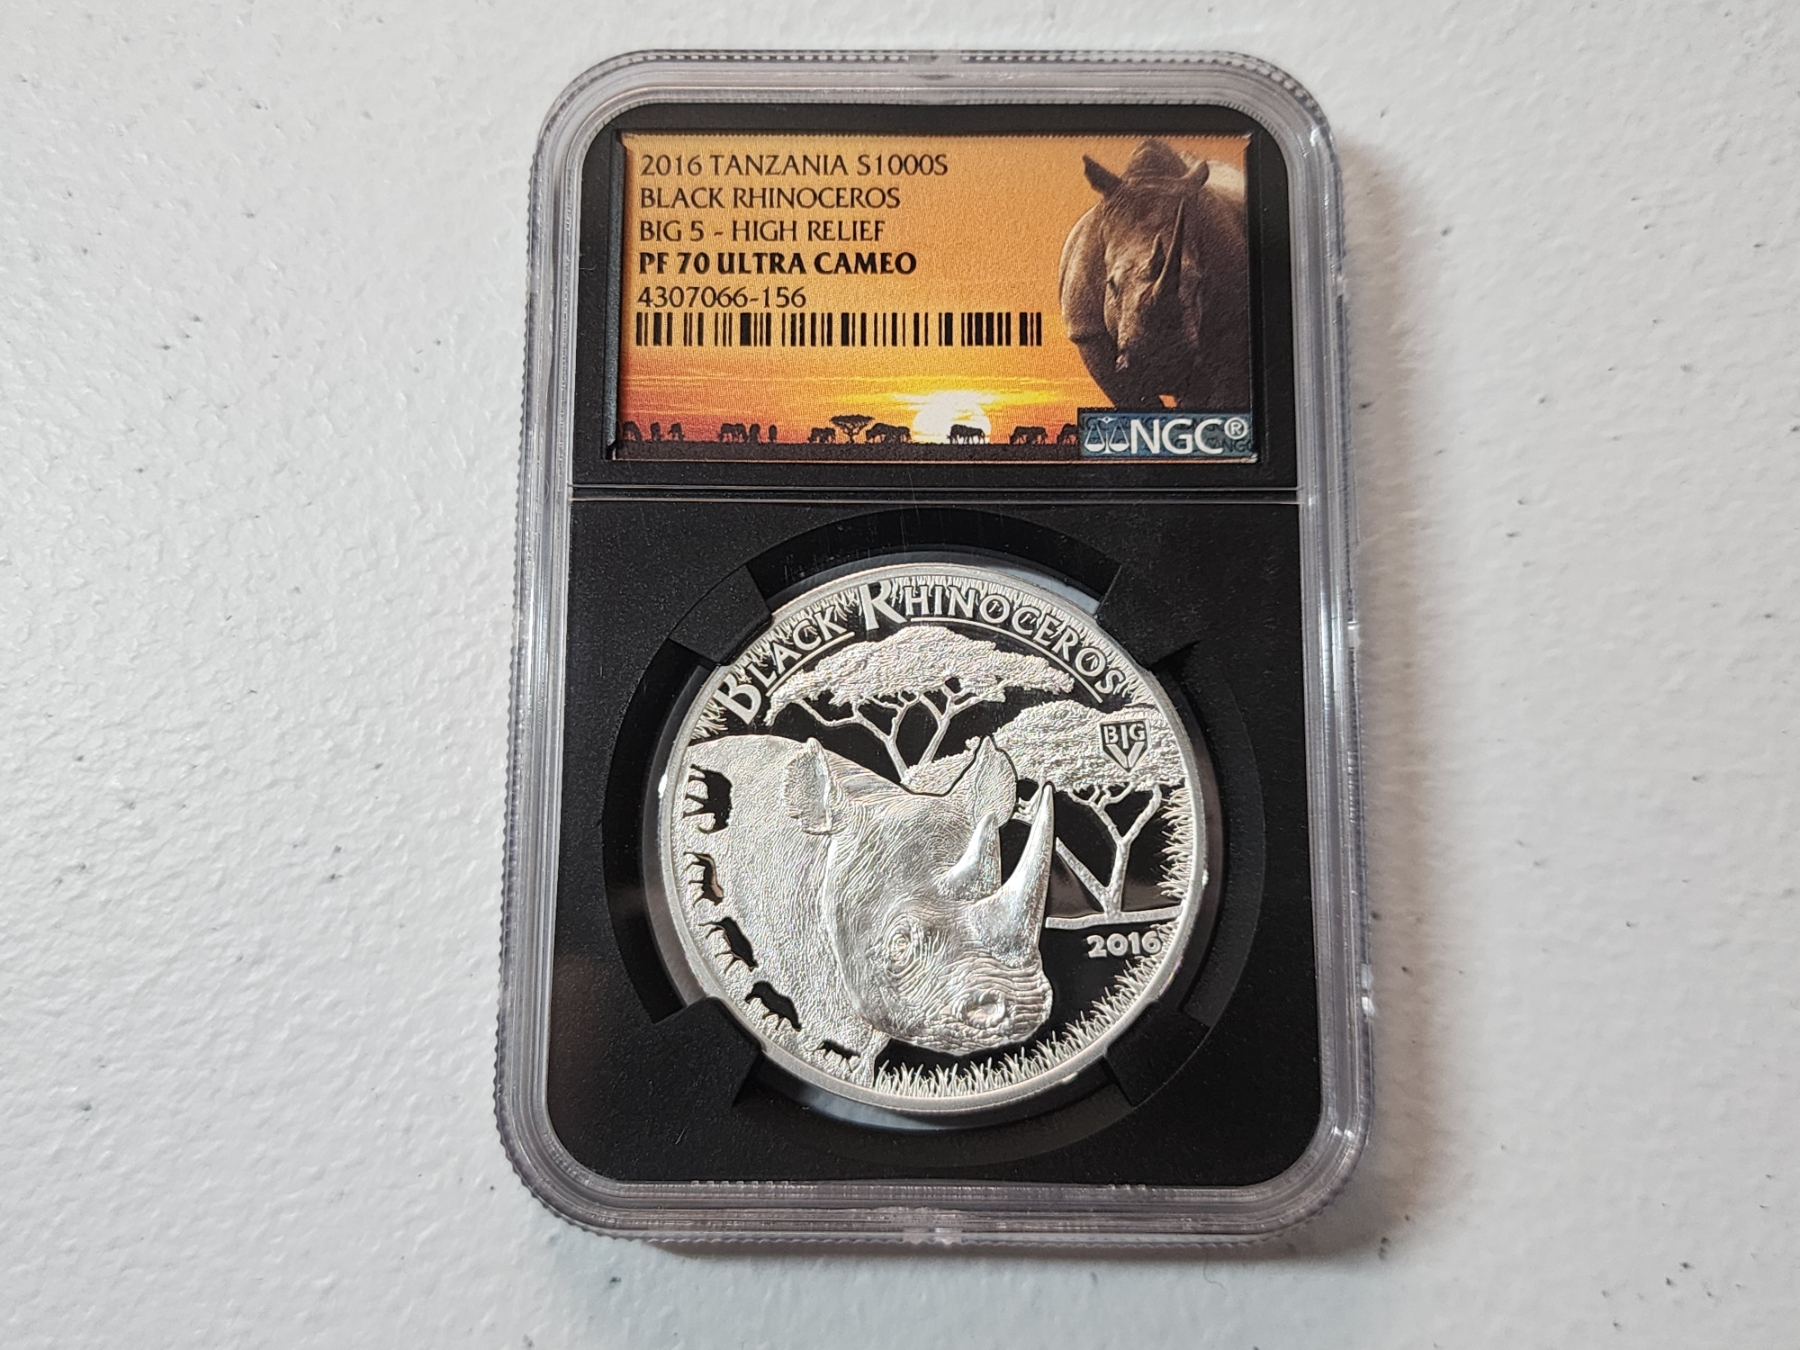 2016 TANZANIA S1000S
BLACK RHINOCEROS
BIG 5 - HIGH RELIEF
PF 70 ULTRA CAMEO
4307066-156
NGC®
BLACK RHINOCEROS
BIG
V
2016